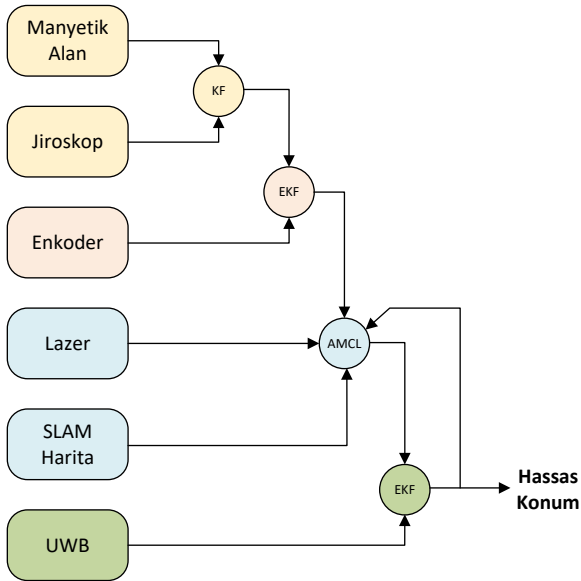 Manyetik
Alan
KF
Jiroskop
EKF
Enkoder
Lazer
AMCL
SLAM
Harita
EKF
Hassas
Konum
UWB